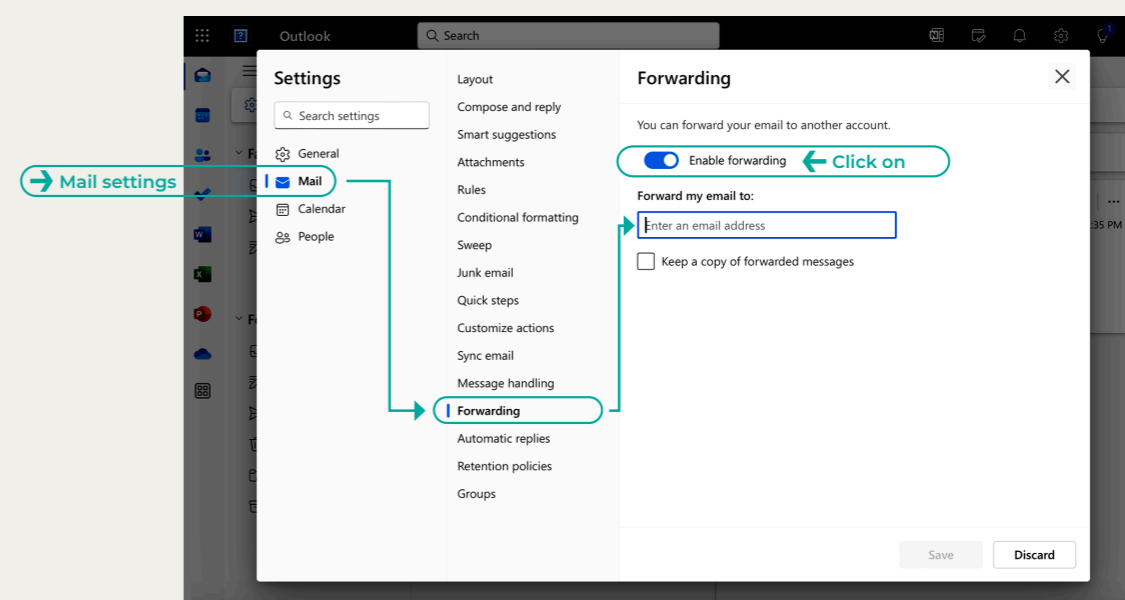 Outlook
Search
1
Settings
Search settings
General
Mail
Calendar
People
Mail settings
Layout
Compose and reply
Smart suggestions
Attachments
Rules
Conditional formatting
Sweep
Junk email
Quick steps
Customize actions
Sync email
Message handling
Forwarding
Automatic replies
Retention policies
Groups
Forwarding
You can forward your email to another account.
Enable forwarding
Click on
Forward my email to:
Enter an email address
Keep a copy of forwarded messages
Save
Discard
:35 PM